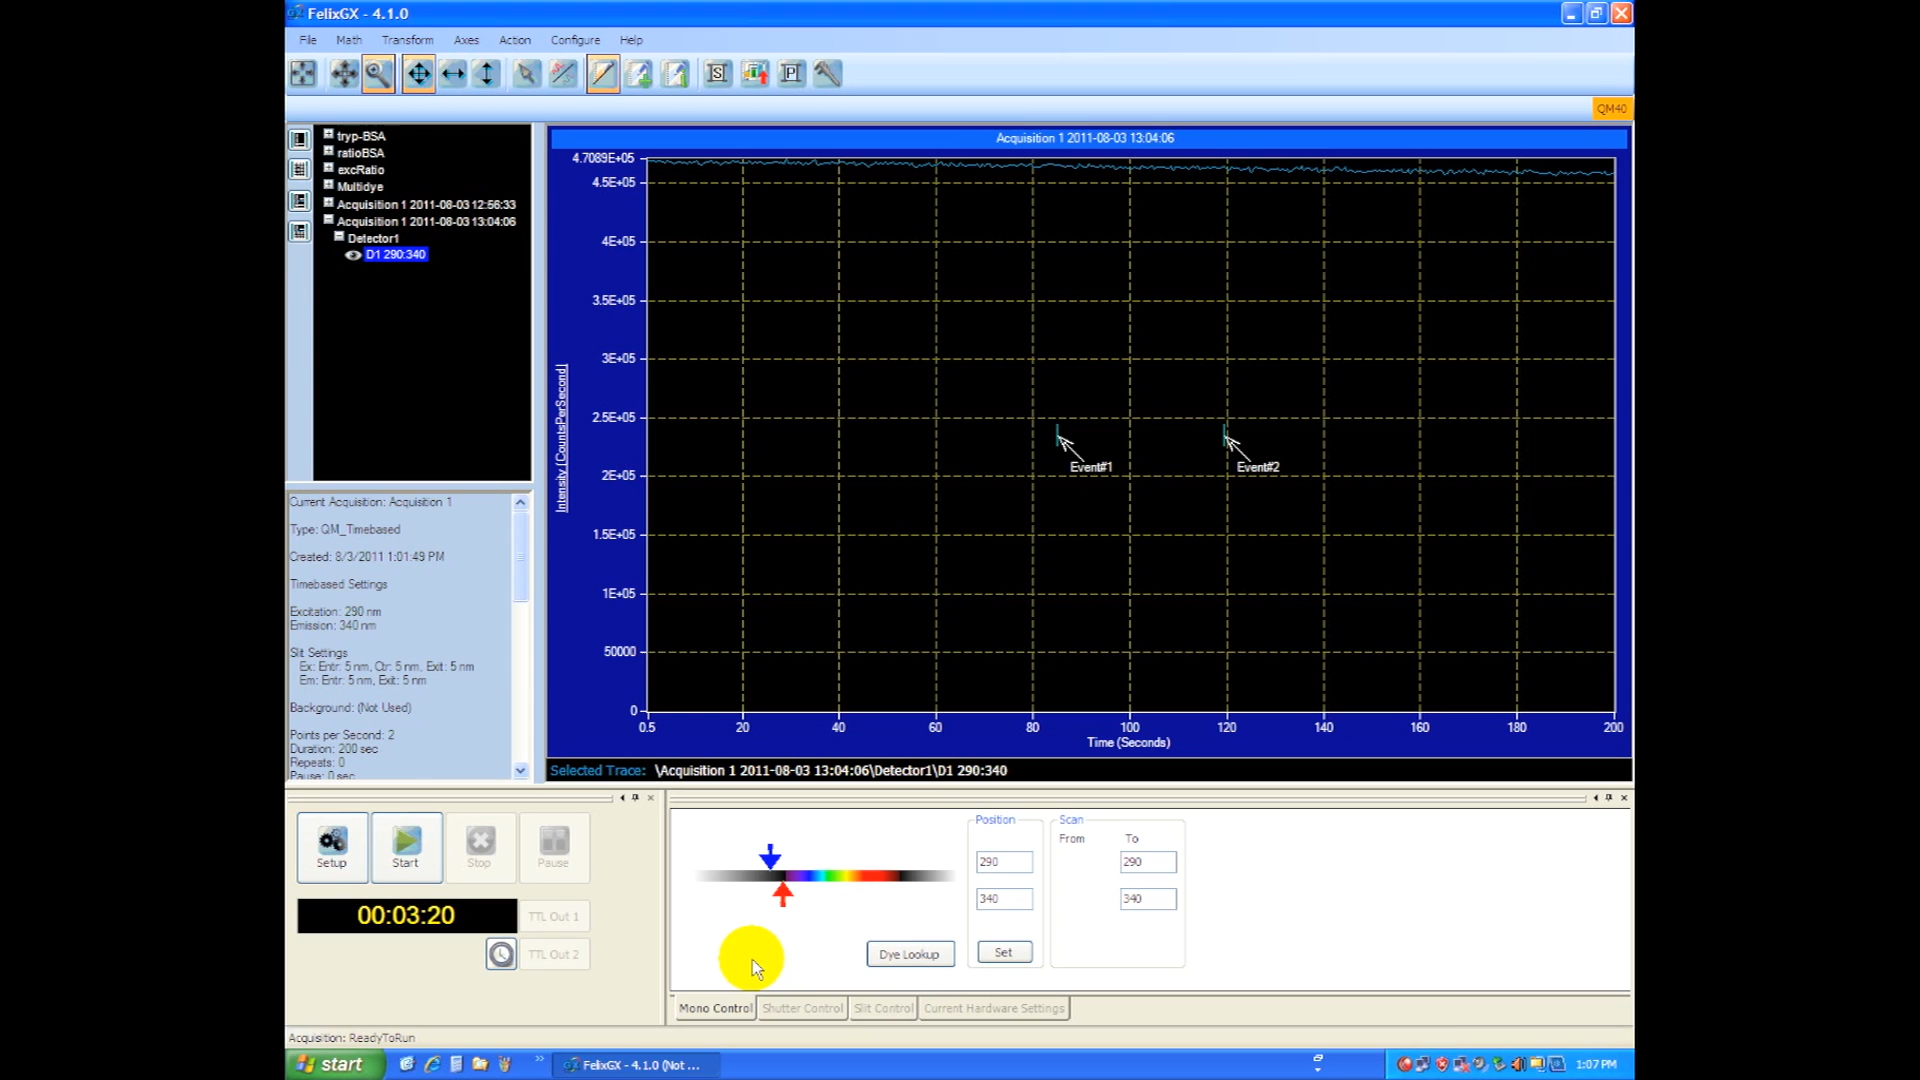 FelixGX - 4.1.0
File Math Transform Axes Action Configure Help
S P
QM40
tryp-BSA
ratioBSA
excRatio
Multidye
Acquisition 1 2011-08-03 12:56:33
Acquisition 1 2011-08-03 13:04:06
Detector1
D1 290:340
Acquisition 1 2011-08-03 13:04:06
4.7089E+05
4.5E+05
4E+05
3.5E+05
3E+05
2.5E+05
2E+05
1.5E+05
1E+05
50000
0
Intensity (CountsPerSecond)
Event#1
Event#2
0.5 20 40 60 80 100 120 140 160 180 200
Time (Seconds)
Selected Trace: \Acquisition 1 2011-08-03 13:04:06\Detector1\D1 290:340
Current Acquisition: Acquisition 1
Type: QM_Timebased
Created: 8/3/2011 1:01:49 PM
Timebased Settings
Excitation: 290 nm
Emission: 340 nm
Slit Settings
Ex: Entr: 5 nm, Ctr: 5 nm, Exit: 5 nm
Em: Entr: 5 nm, Exit: 5 nm
Background: (Not Used)
Points per Second: 2
Duration: 200 sec
Repeats: 0
Pause: 0 sec
Setup Start Stop Pause
00:03:20
TTL Out 1
TTL Out 2
Position
290
340
Set
Dye Lookup
Scan
From To
290
340
Mono Control Shutter Control Slit Control Current Hardware Settings
Acquisition: ReadyToRun
start
FelixGX - 4.1.0 (Not ...
1:07 PM